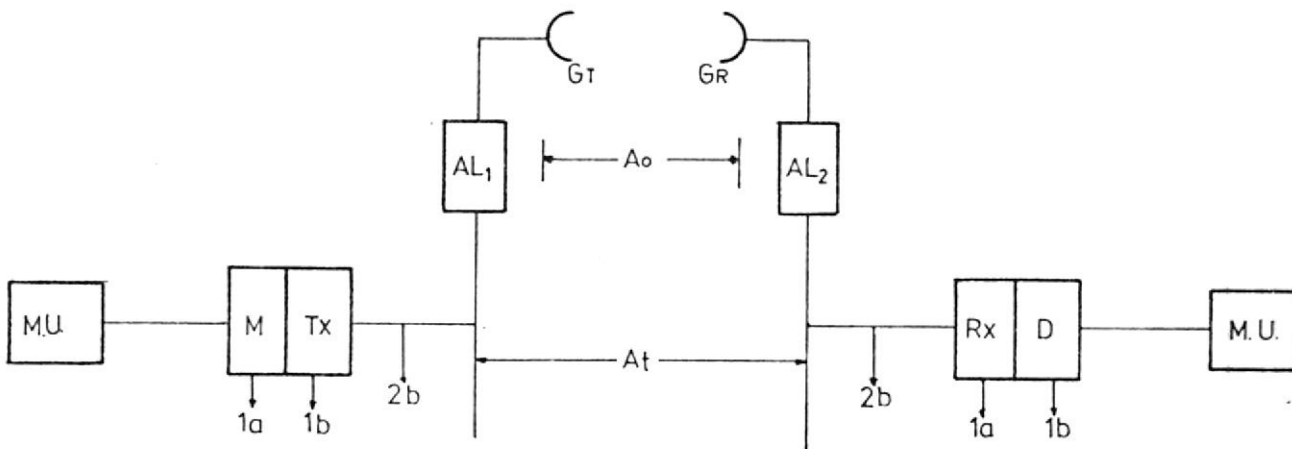 GT GR
AL1 Ao AL2
M.U. M Tx Rx D M. U.
At
2b 2b
1a 1b 1a 1b